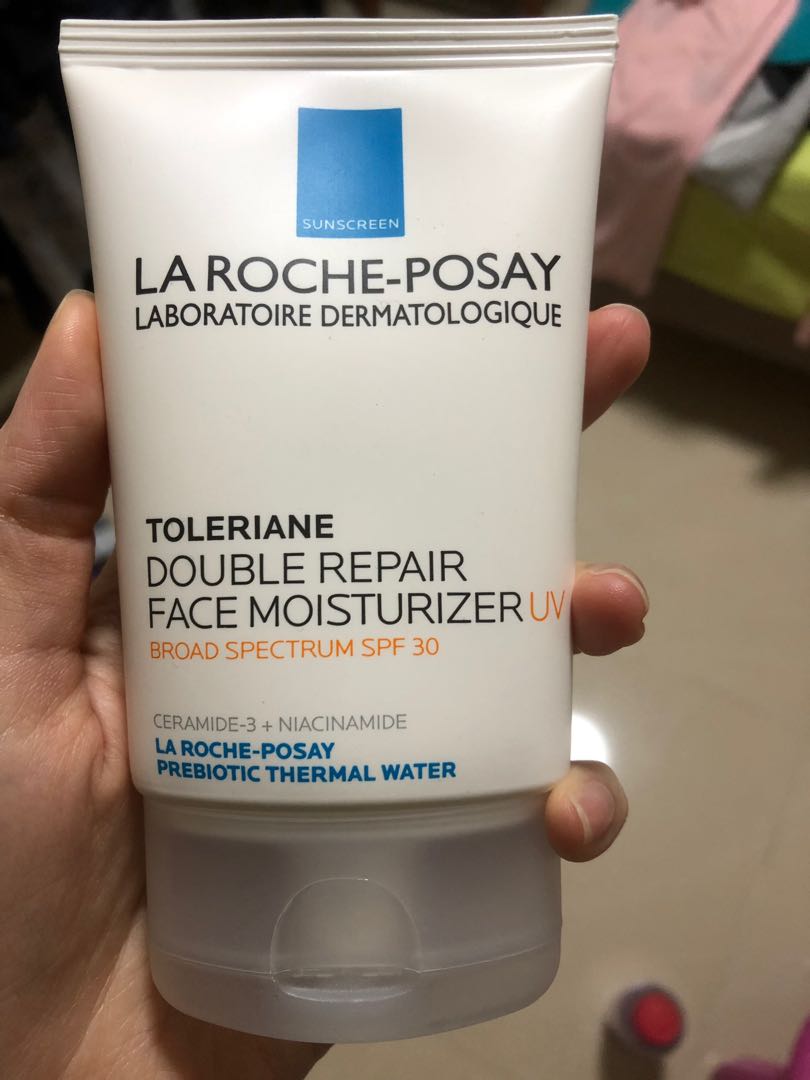 SUNSCREEN
LA ROCHE-POSAY
LABORATOIRE DERMATOLOGIQUE
TOLERIANE
DOUBLE REPAIR
FACE MOISTURIZER UV
BROAD SPECTRUM SPF 30
CERAMIDE-3 + NIACINAMIDE
LA ROCHE-POSAY
PREBIOTIC THERMAL WATER